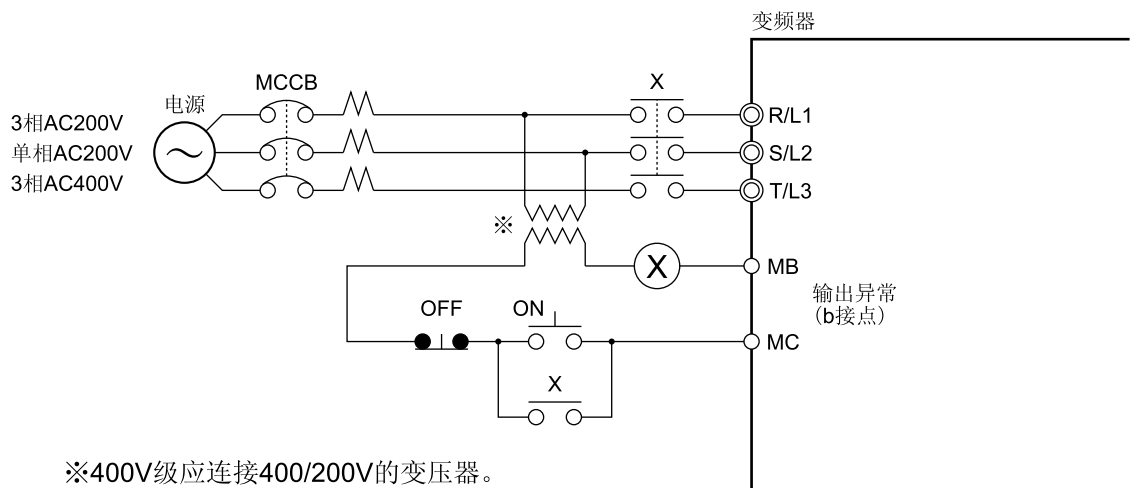 变频器
MCCB
X
电源
3相AC200V
单相AC200V
3相AC400V
R/L1
S/L2
T/L3
※
X
MB
输出异常
(b接点)
OFF
ON
MC
X
※400V级应连接400/200V的变压器。